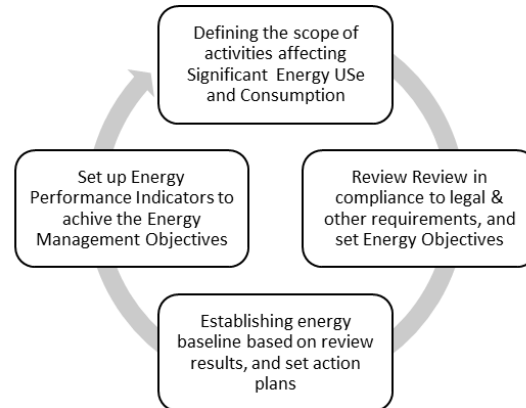 Defining the scope of
activities affecting
Significant Energy USe
and Consumption
Review Review in
compliance to legal &
other requirements, and
set Energy Objectives
Establishing energy
baseline based on review
results, and set action
plans
Set up Energy
Performance Indicators to
achive the Energy
Management Objectives